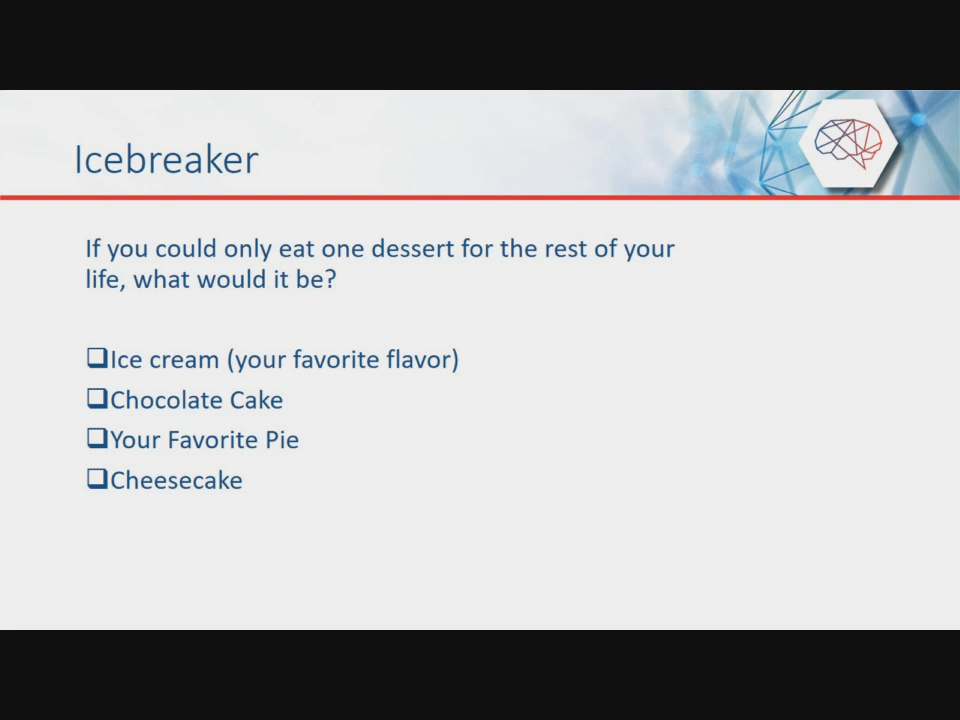 Icebreaker
If you could only eat one dessert for the rest of your
life, what would it be?
❑Ice cream (your favorite flavor)
❑Chocolate Cake
❑Your Favorite Pie
❑Cheesecake